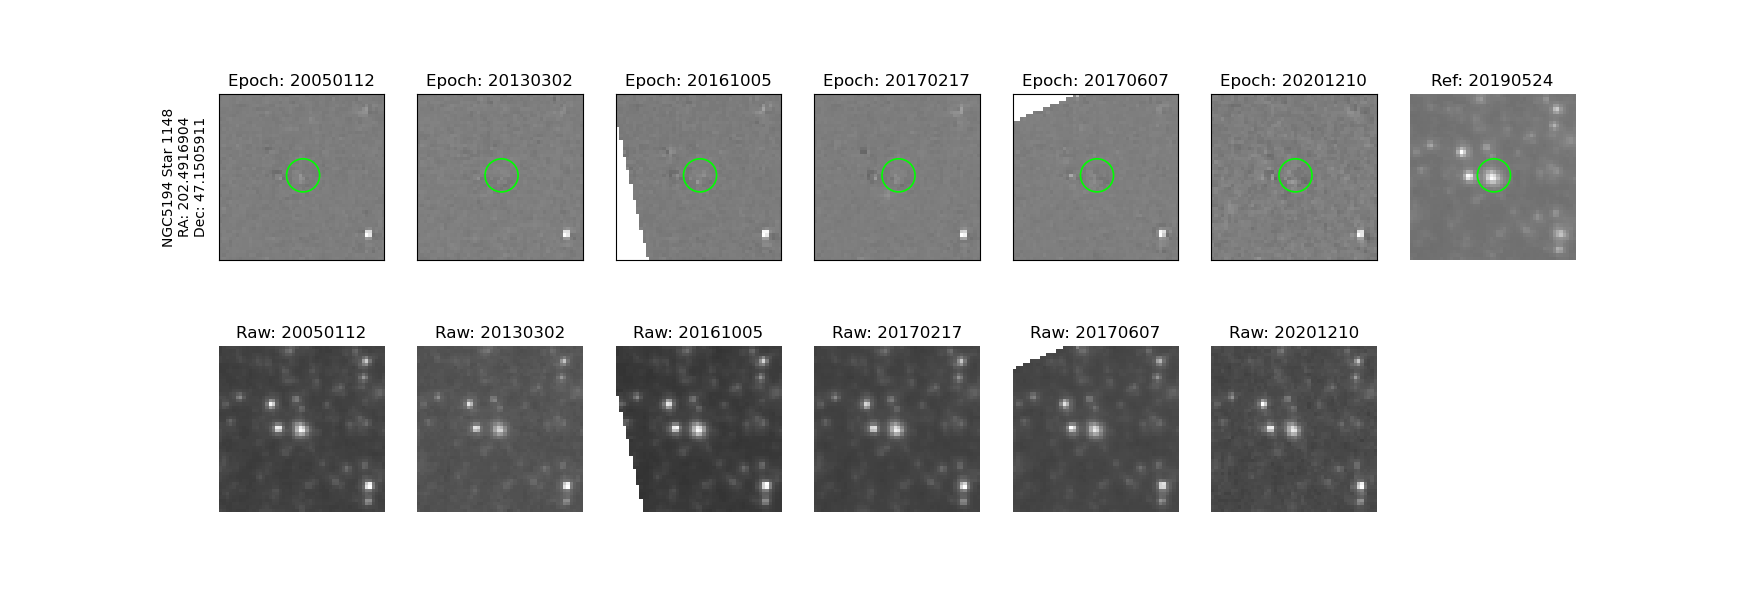 NGC5194 Star 1148
RA: 202.4916904
Dec: 47.1505911
Epoch: 20050112
Epoch: 20130302
Epoch: 20161005
Epoch: 20170217
Epoch: 20170607
Epoch: 20201210
Ref: 20190524
Raw: 20050112
Raw: 20130302
Raw: 20161005
Raw: 20170217
Raw: 20170607
Raw: 20201210